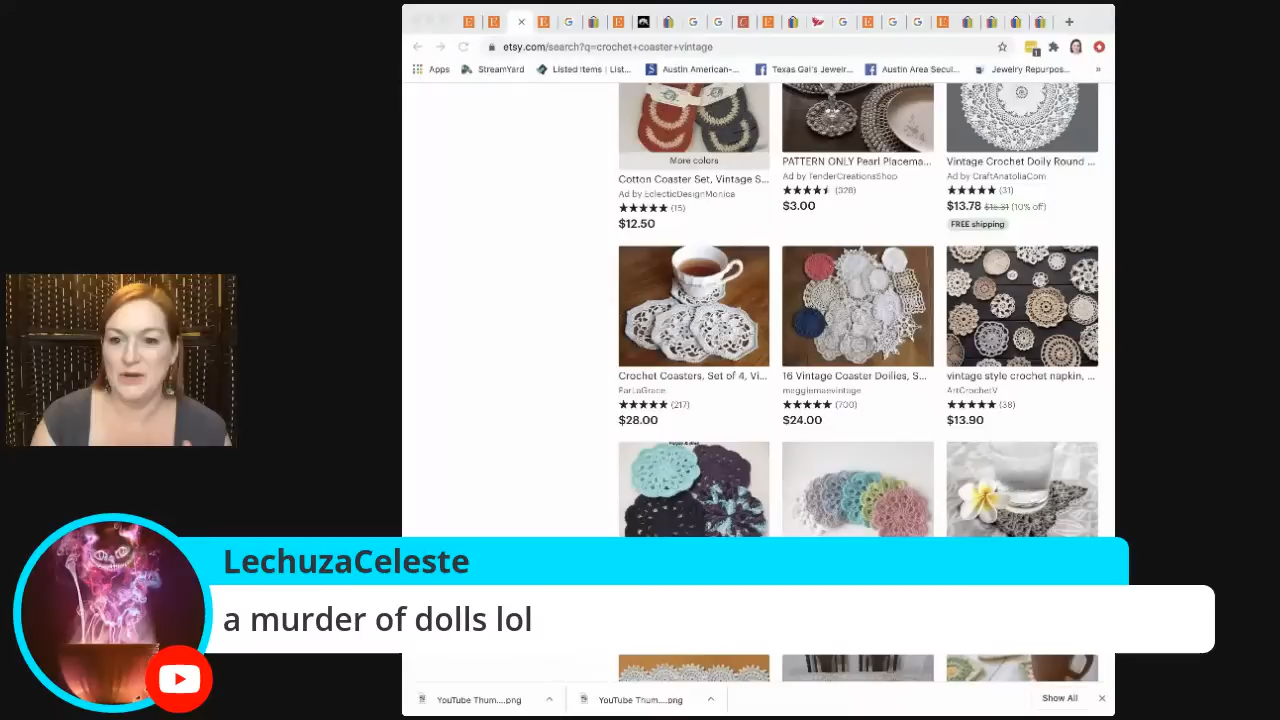 etsy.com/search?q=crochet+coaster+vintage
Apps StreamYard Listed Items | List... Austin American-... Texas Gal's Jewelr... Austin Area Secul... Jewelry Repurpos... »
More colors
Cotton Coaster Set, Vintage S...
Ad by EclecticDesignMonica
★★★★★ (15)
$12.50
PATTERN ONLY Pearl Placema...
Ad by TenderCreationsShop
(328)
$3.00
Vintage Crochet Doily Round ...
Ad by CraftAnatoliaCom
★★★★★ (31)
$13.78 $15.31 (10% off)
FREE shipping
Crochet Coasters, Set of 4, Vi...
FarLaGrace
★★★★★ (217)
$28.00
16 Vintage Coaster Doilies, S...
maggiemaevintage
★★★★★ (700)
$24.00
vintage style crochet napkin, ...
ArtCrochetV
★★★★★ (38)
$13.90
LechuzaCeleste
a murder of dolls lol
YouTube Thum....png
YouTube Thum....png
Show All